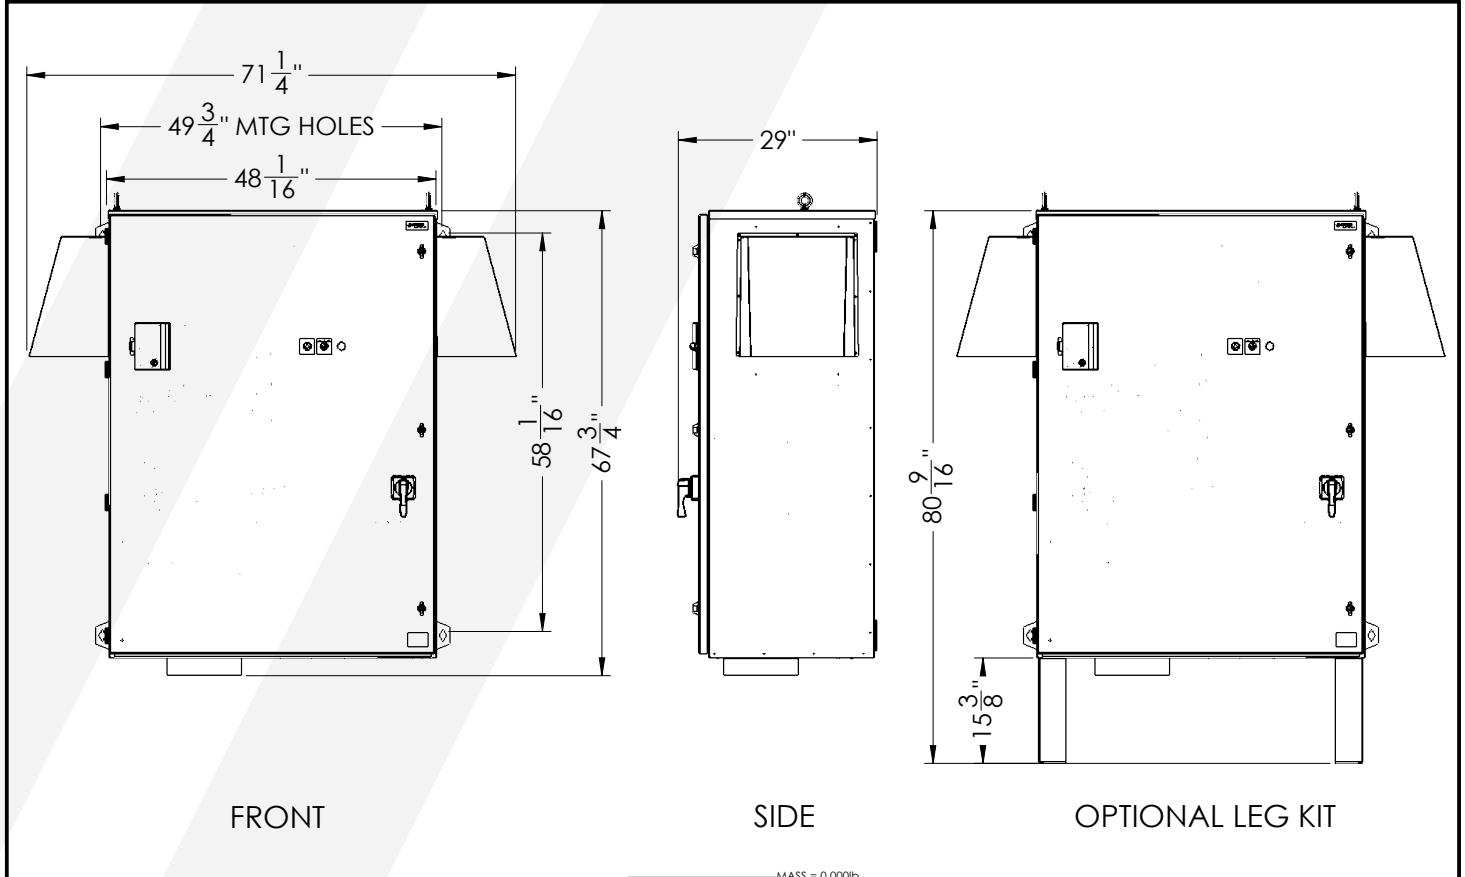 71 1/4"
49 3/4" MTG HOLES
48 1/16"
29"
58 1/16"
67 3/4"
80 9/16"
15 3/8"
FRONT
SIDE
OPTIONAL LEG KIT
MASS = 0.000lb